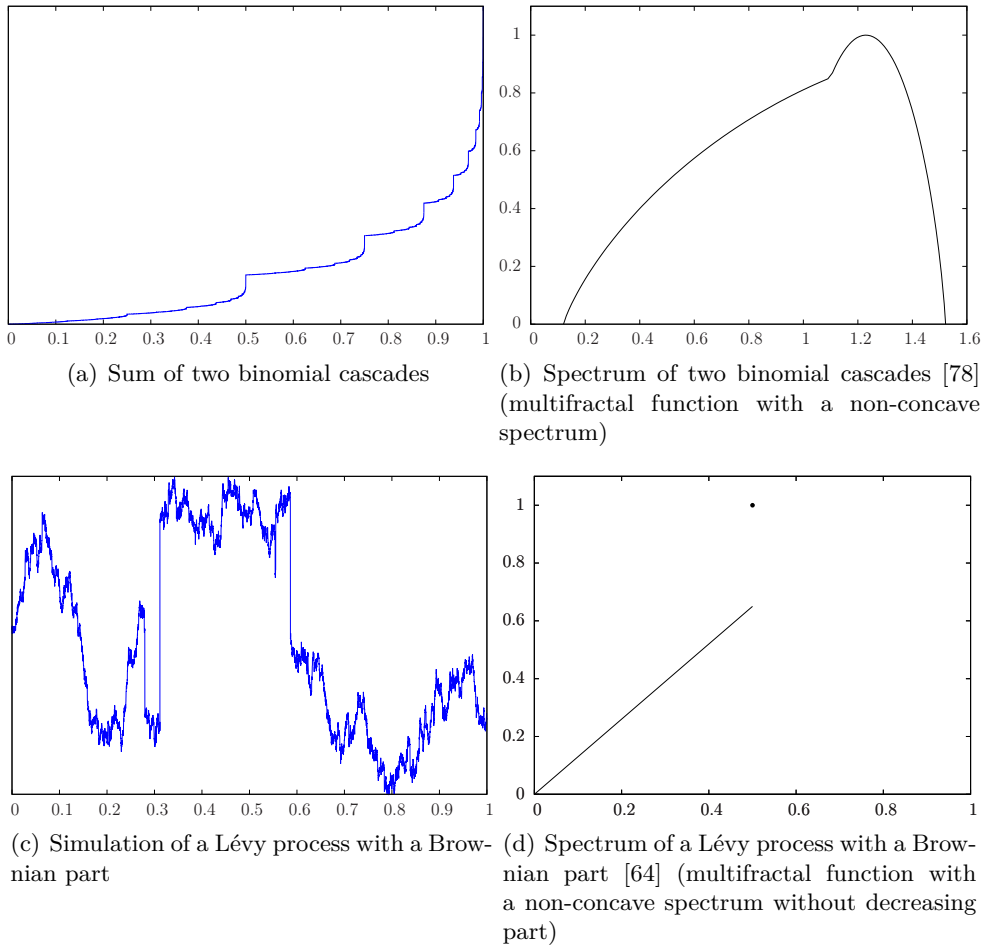 1
0.8
0.6
0.4
0.2
0
0 0.1 0.2 0.3 0.4 0.5 0.6 0.7 0.8 0.9 1
0 0.2 0.4 0.6 0.8 1.0 1.2 1.4 1.6
(a) Sum of two binomial cascades
(b) Spectrum of two binomial cascades [78]
(multifractal function with a non-concave
spectrum)
1
0.8
0.6
0.4
0.2
0
0 0.1 0.2 0.3 0.4 0.5 0.6 0.7 0.8 0.9 1
0 0.2 0.4 0.6 0.8 1
(c) Simulation of a Lévy process with a Brow-
nian part
(d) Spectrum of a Lévy process with a Brow-
nian part [64] (multifractal function with
a non-concave spectrum without decreasing
part)